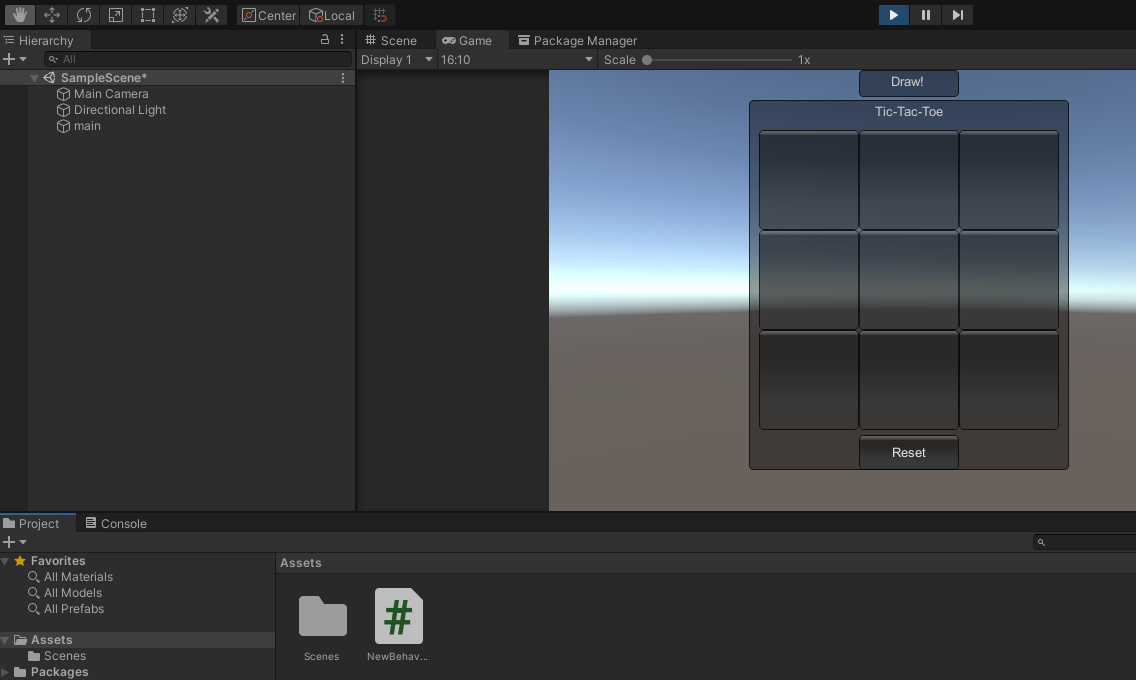 Center Local
Hierarchy
All
SampleScene*
Main Camera
Directional Light
main
Scene Game Package Manager
Display 1 16:10 Scale 1x
Draw!
Tic-Tac-Toe
Reset
Project Console
Favorites
All Materials
All Models
All Prefabs
Assets
Scenes
Packages
Assets
Scenes NewBehav...